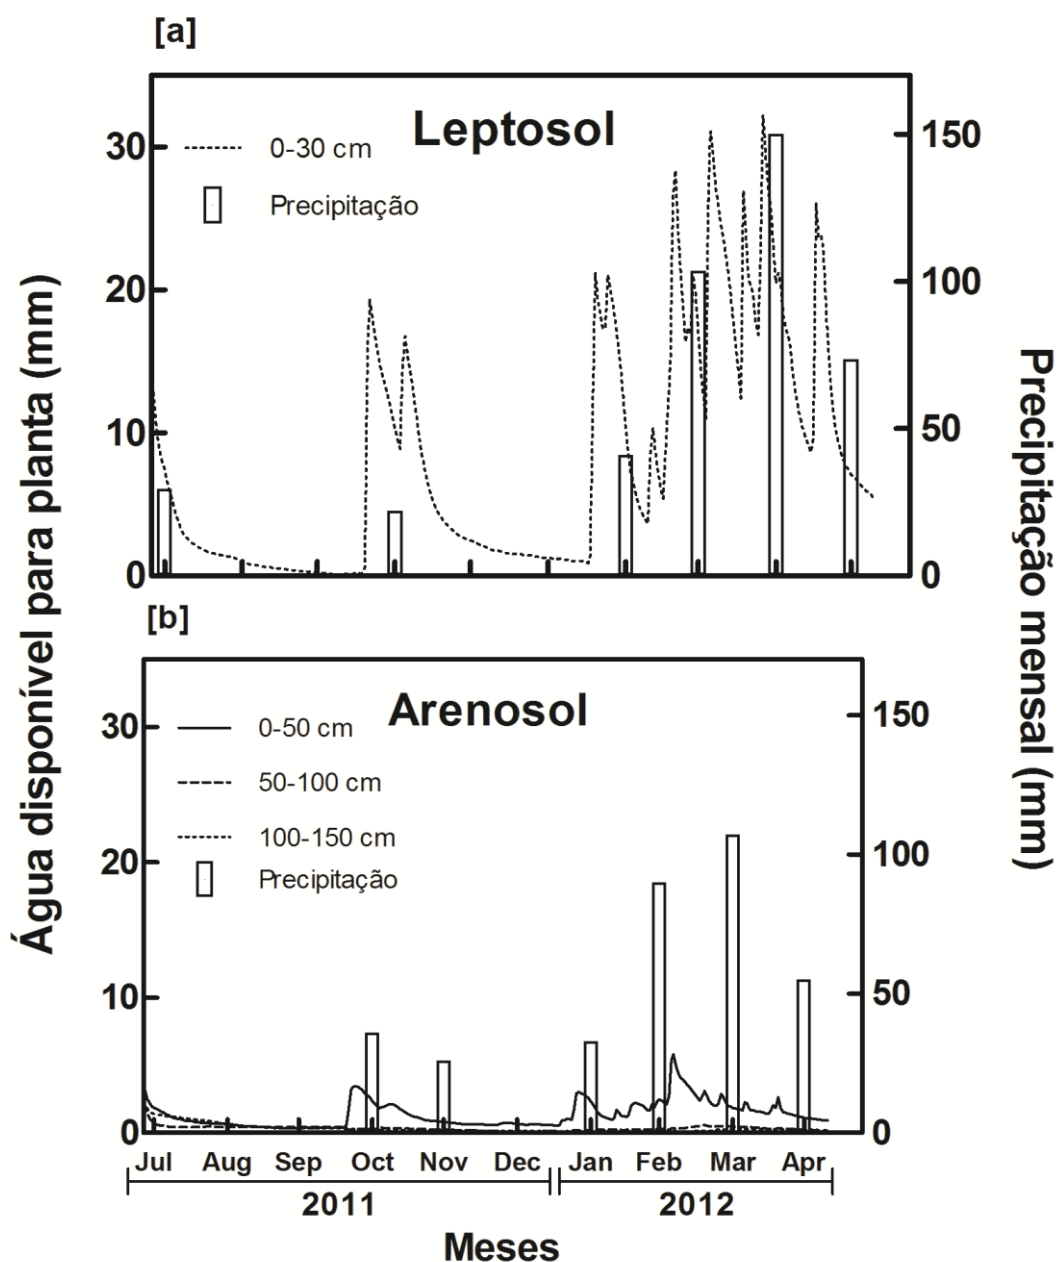 [a]
Leptosol
0-30 cm
Precipitação
30
20
10
0
150
100
50
0
Água disponível para planta (mm)
Precipitação mensal (mm)
[b]
Arenosol
0-50 cm
50-100 cm
100-150 cm
Precipitação
30
20
10
0
150
100
50
0
Jul Aug Sep Oct Nov Dec Jan Feb Mar Apr
2011 2012
Meses